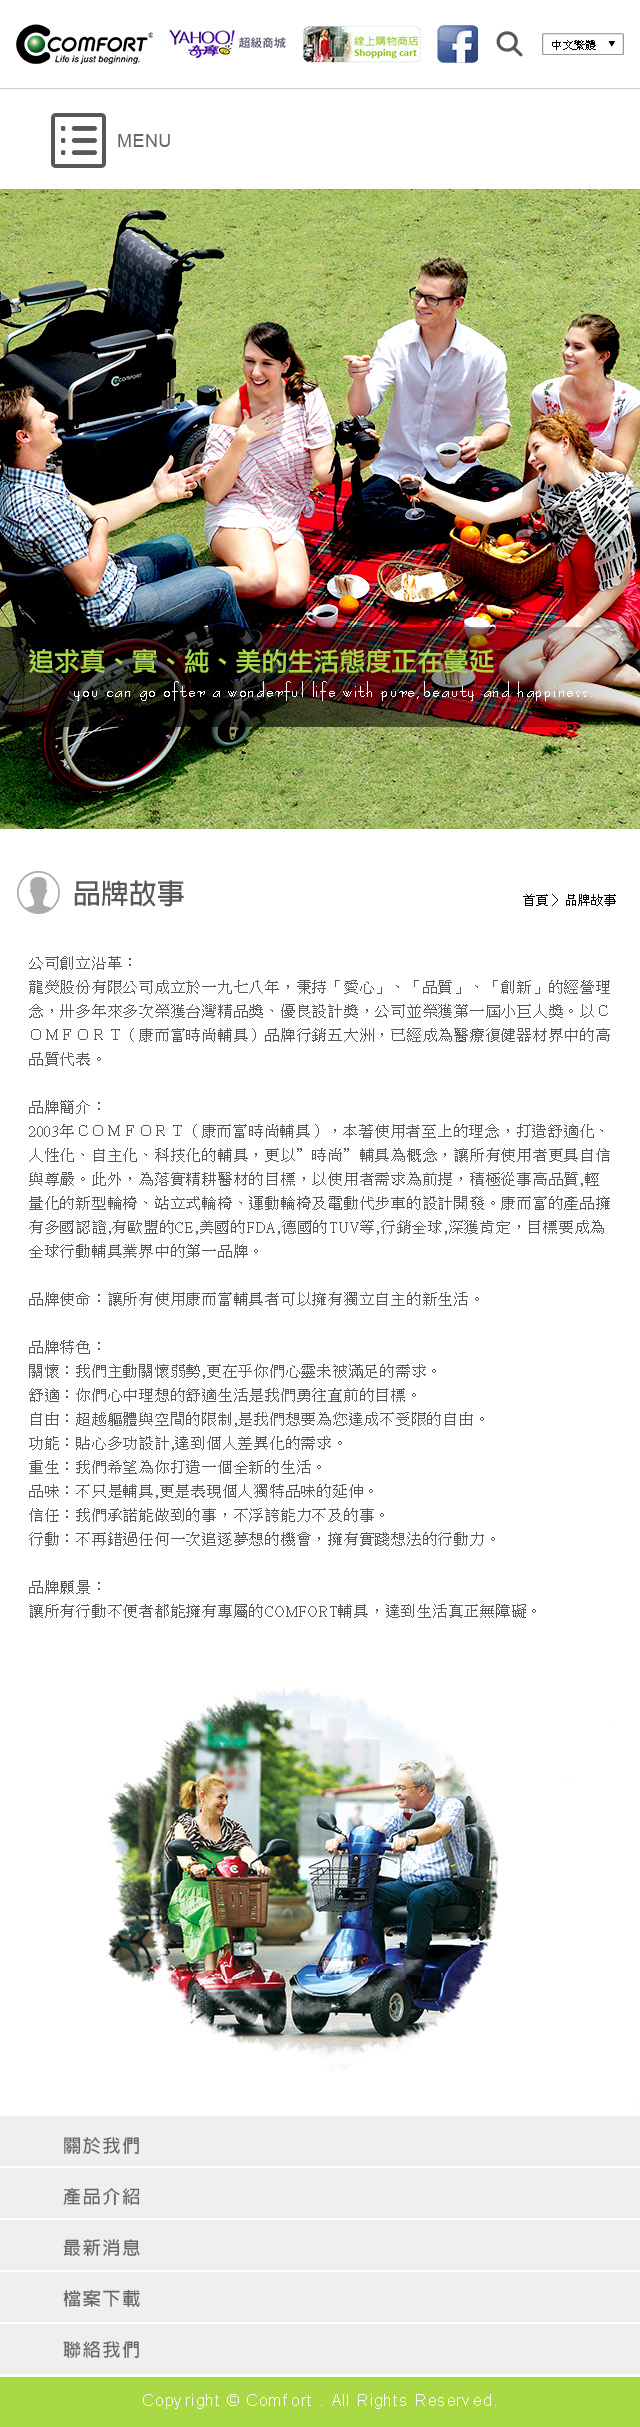 COMFORT®
Life is just beginning.
YAHOO!
奇摩
超級商城
線上購物商店
Shopping cart
中文繁體 ▼
MENU
COMFORT
追求真、實、純、美的生活態度正在蔓延
you can go ofter a wonderful life with pure,beauty and happiness.
品牌故事
首頁 〉 品牌故事
公司創立沿革：
龍熒股份有限公司成立於一九七八年，秉持「愛心」、「品質」、「創新」的經營理
念，卅多年來多次榮獲台灣精品獎、優良設計獎，公司並榮獲第一屆小巨人獎。以Ｃ
ＯＭＦＯＲＴ（康而富時尚輔具）品牌行銷五大洲，已經成為醫療復健器材界中的高
品質代表。
品牌簡介：
2003年ＣＯＭＦＯＲＴ（康而富時尚輔具），本著使用者至上的理念，打造舒適化、
人性化、自主化、科技化的輔具，更以”時尚”輔具為概念，讓所有使用者更具自信
與尊嚴。此外，為落實精耕醫材的目標，以使用者需求為前提，積極從事高品質,輕
量化的新型輪椅、站立式輪椅、運動輪椅及電動代步車的設計開發。康而富的產品擁
有多國認證,有歐盟的CE,美國的FDA,德國的TUV等,行銷全球,深獲肯定，目標要成為
全球行動輔具業界中的第一品牌。
品牌使命：讓所有使用康而富輔具者可以擁有獨立自主的新生活。
品牌特色：
關懷：我們主動關懷弱勢,更在乎你們心靈未被滿足的需求。
舒適：你們心中理想的舒適生活是我們勇往直前的目標。
自由：超越軀體與空間的限制,是我們想要為您達成不受限的自由。
功能：貼心多功設計,達到個人差異化的需求。
重生：我們希望為你打造一個全新的生活。
品味：不只是輔具,更是表現個人獨特品味的延伸。
信任：我們承諾能做到的事，不浮誇能力不及的事。
行動：不再錯過任何一次追逐夢想的機會，擁有實踐想法的行動力。
品牌願景：
讓所有行動不便者都能擁有專屬的COMFORT輔具，達到生活真正無障礙。
關於我們
產品介紹
最新消息
檔案下載
聯絡我們
Copyright © Comfort . All Rights Reserved.